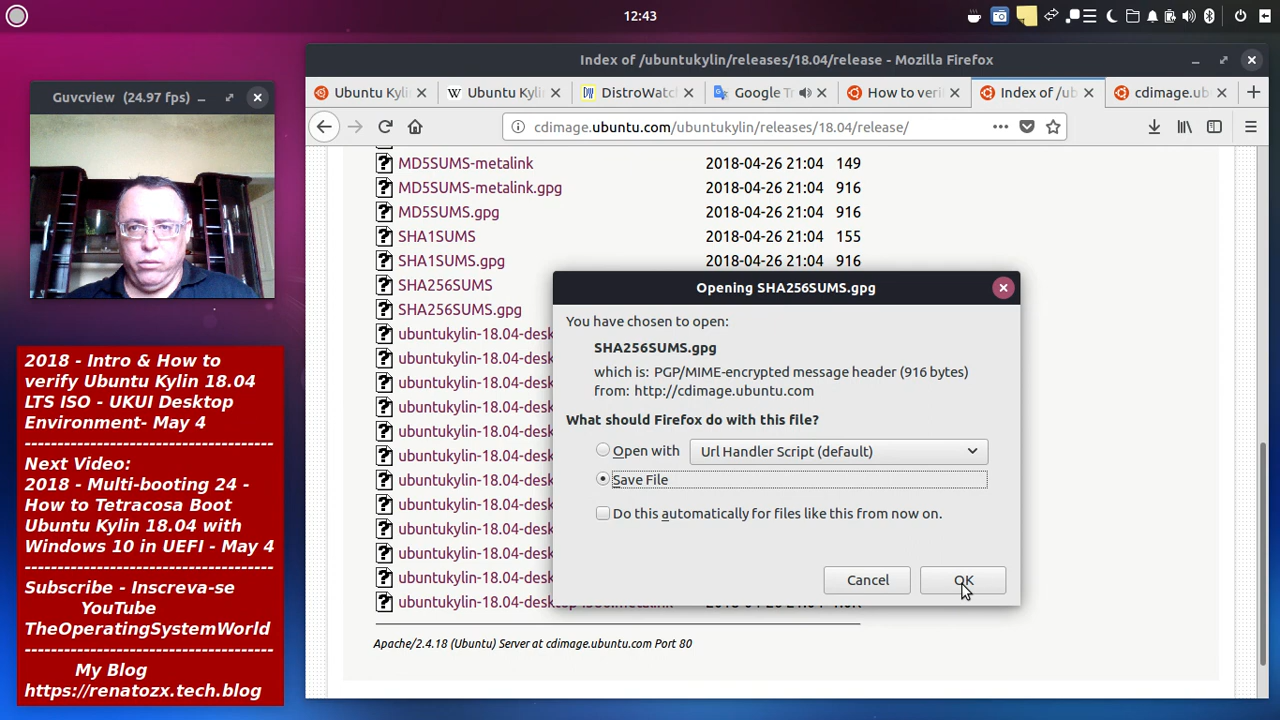 12:43
Guvcview (24.97 fps)
2018 - Intro & How to
verify Ubuntu Kylin 18.04
LTS ISO - UKUI Desktop
Environment- May 4
----------------------------------------
Next Video:
2018 - Multi-booting 24 -
How to Tetracosa Boot
Ubuntu Kylin 18.04 with
Windows 10 in UEFI - May 4
----------------------------------------
Subscribe - Inscreva-se
YouTube
TheOperatingSystemWorld
----------------------------------------
My Blog
https://renatozx.tech.blog
Index of /ubuntukylin/releases/18.04/release - Mozilla Firefox
Ubuntu Kyli
Ubuntu Kylin
DistroWatc
Google Tr
How to veri
Index of /ub
cdimage.ub
cdimage.ubuntu.com/ubuntukylin/releases/18.04/release/
MD5SUMS-metalink 2018-04-26 21:04 149
MD5SUMS-metalink.gpg 2018-04-26 21:04 916
MD5SUMS.gpg 2018-04-26 21:04 916
SHA1SUMS 2018-04-26 21:04 155
SHA1SUMS.gpg 2018-04-26 21:04 916
SHA256SUMS
SHA256SUMS.gpg
ubuntukylin-18.04-desk
ubuntukylin-18.04-desk
ubuntukylin-18.04-desk
ubuntukylin-18.04-desk
ubuntukylin-18.04-desk
ubuntukylin-18.04-desk
ubuntukylin-18.04-desk
ubuntukylin-18.04-desk
ubuntukylin-18.04-desk
ubuntukylin-18.04-desk
ubuntukylin-18.04-desk
Apache/2.4.18 (Ubuntu) Server at cdimage.ubuntu.com Port 80
Opening SHA256SUMS.gpg
You have chosen to open:
SHA256SUMS.gpg
which is: PGP/MIME-encrypted message header (916 bytes)
from: http://cdimage.ubuntu.com
What should Firefox do with this file?
Open with Url Handler Script (default)
Save File
Do this automatically for files like this from now on.
Cancel OK